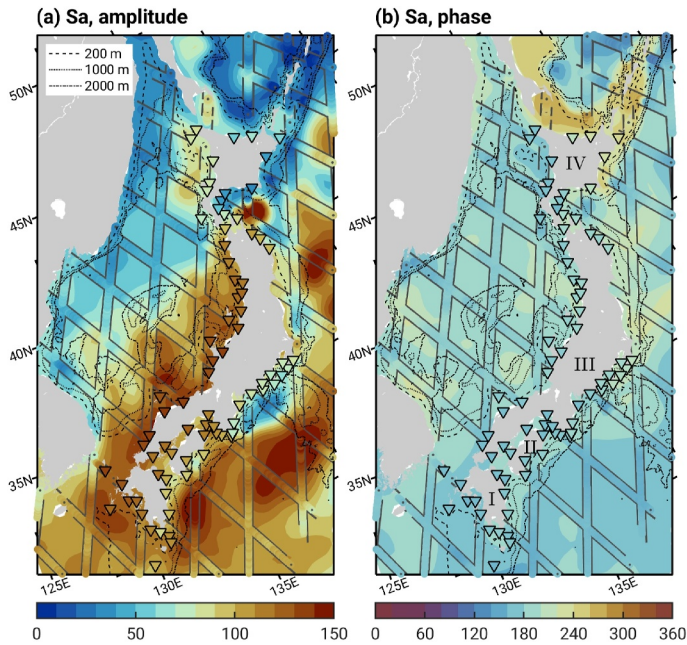 (a) Sa, amplitude
(b) Sa, phase
200 m
1000 m
2000 m
50N
45N
40N
35N
125E
130E
135E
50N
45N
40N
35N
125E
130E
135E
IV
III
II
I
0
50
100
150
0
60
120
180
240
300
360